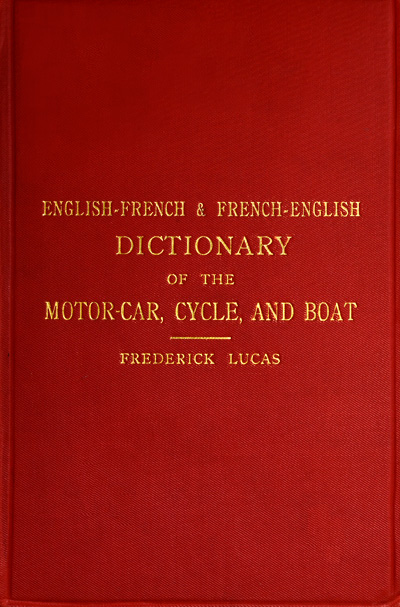 ENGLISH-FRENCH & FRENCH-ENGLISH
DICTIONARY
OF THE
MOTOR-CAR, CYCLE, AND BOAT
FREDERICK LUCAS